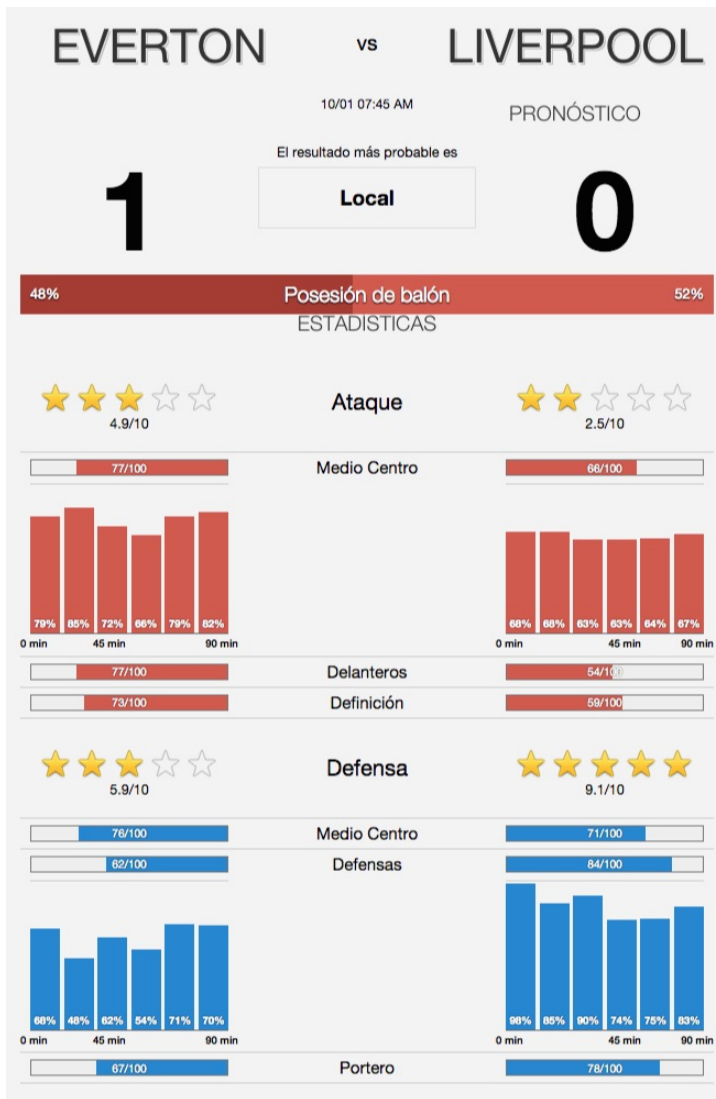 EVERTON vs LIVERPOOL
10/01 07:45 AM
PRONÓSTICO
El resultado más probable es
1 Local 0
48% Posesión de balón 52%
ESTADISTICAS
Ataque
4.9/10 2.5/10
77/100 Medio Centro 66/100
79% 85% 72% 66% 79% 82% 68% 68% 63% 63% 64% 67%
0 min 45 min 90 min 0 min 45 min 90 min
77/100 Delanteros 54/100
73/100 Definición 59/100
Defensa
5.9/10 9.1/10
76/100 Medio Centro 71/100
62/100 Defensas 84/100
68% 48% 62% 54% 71% 70% 98% 85% 90% 74% 75% 83%
0 min 45 min 90 min 0 min 45 min 90 min
67/100 Portero 78/100